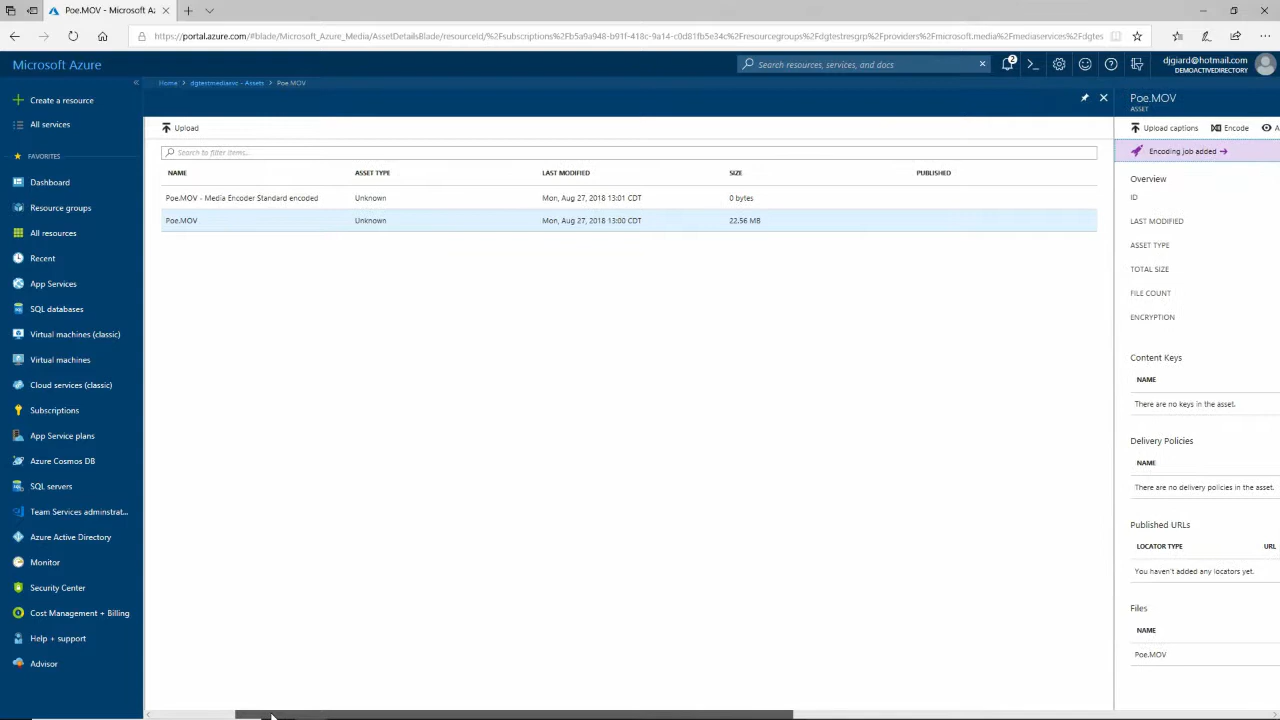 Poe.MOV - Microsoft Az
https://portal.azure.com/#blade/Microsoft_Azure_Media/AssetDetailsBlade/resourceId/%2Fsubscriptions%2Fb5a9a948-b91f-418c-9a14-c0d81fb5e34c%2Fresourcegroups%2Fdgtestresgrp%2Fproviders%2Fmicrosoft.media%2Fmediaservices%2Fdgtes
Microsoft Azure
Search resources, services, and docs
2
djgiard@hotmail.com
DEMOACTIVEDIRECTORY
Home > dgtestmediasvc - Assets > Poe.MOV
Create a resource
All services
FAVORITES
Dashboard
Resource groups
All resources
Recent
App Services
SQL databases
Virtual machines (classic)
Virtual machines
Cloud services (classic)
Subscriptions
App Service plans
Azure Cosmos DB
SQL servers
Team Services adminstrat...
Azure Active Directory
Monitor
Security Center
Cost Management + Billing
Help + support
Advisor
Upload
Search to filter items...
NAME ASSET TYPE LAST MODIFIED SIZE PUBLISHED
Poe.MOV - Media Encoder Standard encoded Unknown Mon, Aug 27, 2018 13:01 CDT 0 bytes
Poe.MOV Unknown Mon, Aug 27, 2018 13:00 CDT 22.56 MB
Poe.MOV
ASSET
Upload captions Encode A
Encoding job added
Overview
ID
LAST MODIFIED
ASSET TYPE
TOTAL SIZE
FILE COUNT
ENCRYPTION
Content Keys
NAME
There are no keys in the asset.
Delivery Policies
NAME
There are no delivery policies in the asset.
Published URLs
LOCATOR TYPE URL
You haven't added any locators yet.
Files
NAME
Poe.MOV